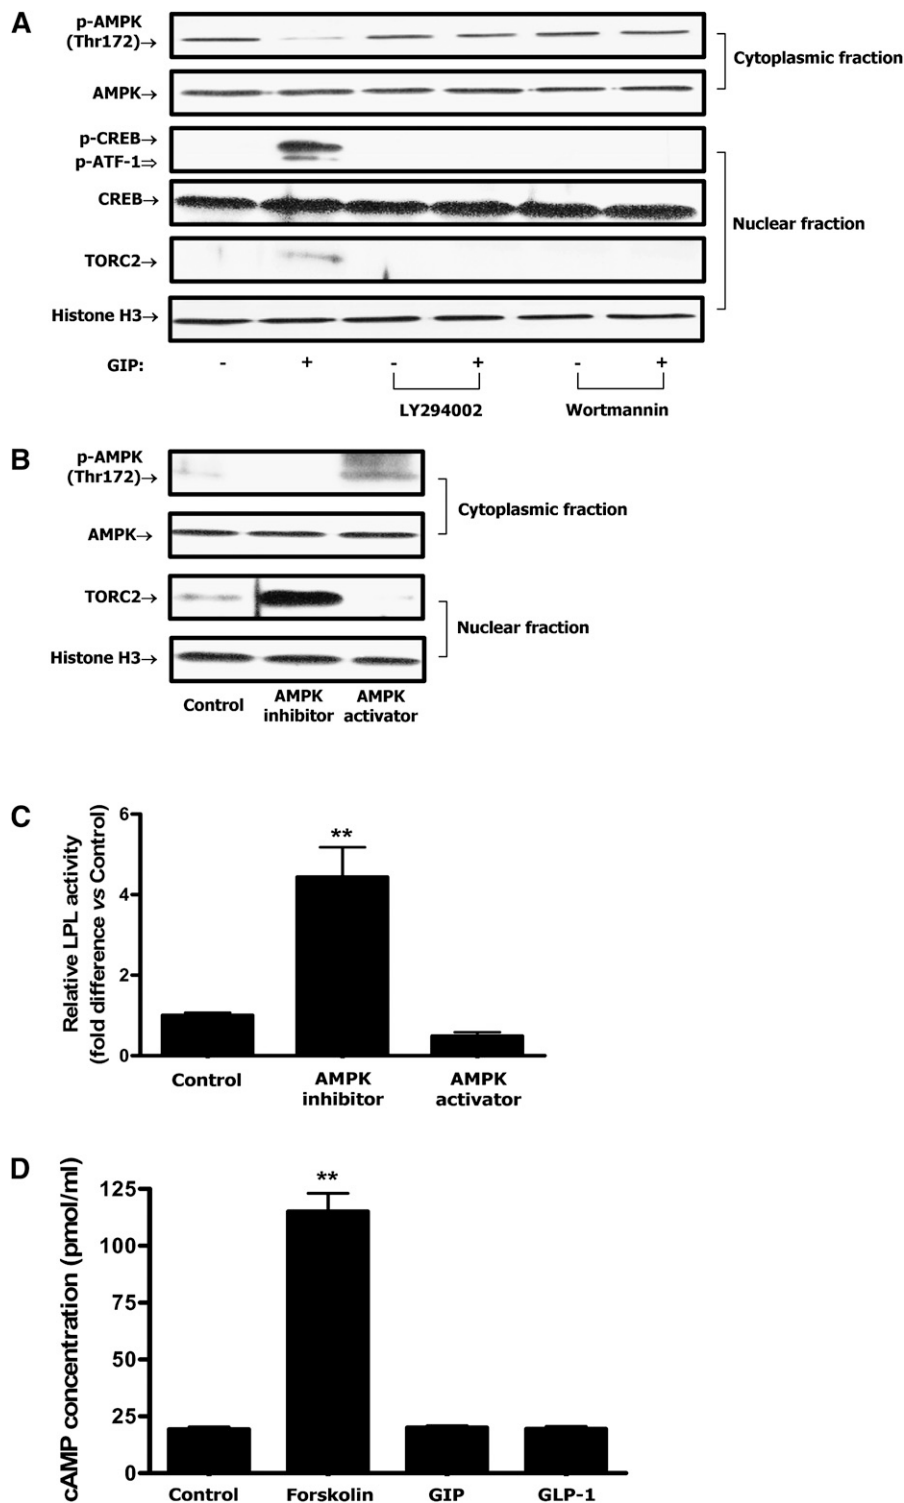 A
p-AMPK
(Thr172)→
Cytoplasmic fraction
AMPK→
p-CREB→
p-ATF-1⇒
CREB→
Nuclear fraction
TORC2→
Histone H3→
GIP: - + - + - +
LY294002 Wortmannin
B
p-AMPK
(Thr172)→
Cytoplasmic fraction
AMPK→
TORC2→
Nuclear fraction
Histone H3→
Control AMPK inhibitor AMPK activator
C
Relative LPL activity
(fold difference vs Control)
6
4
2
0
**
Control AMPK inhibitor AMPK activator
D
cAMP concentration (pmol/ml)
125
100
75
50
25
0
**
Control Forskolin GIP GLP-1